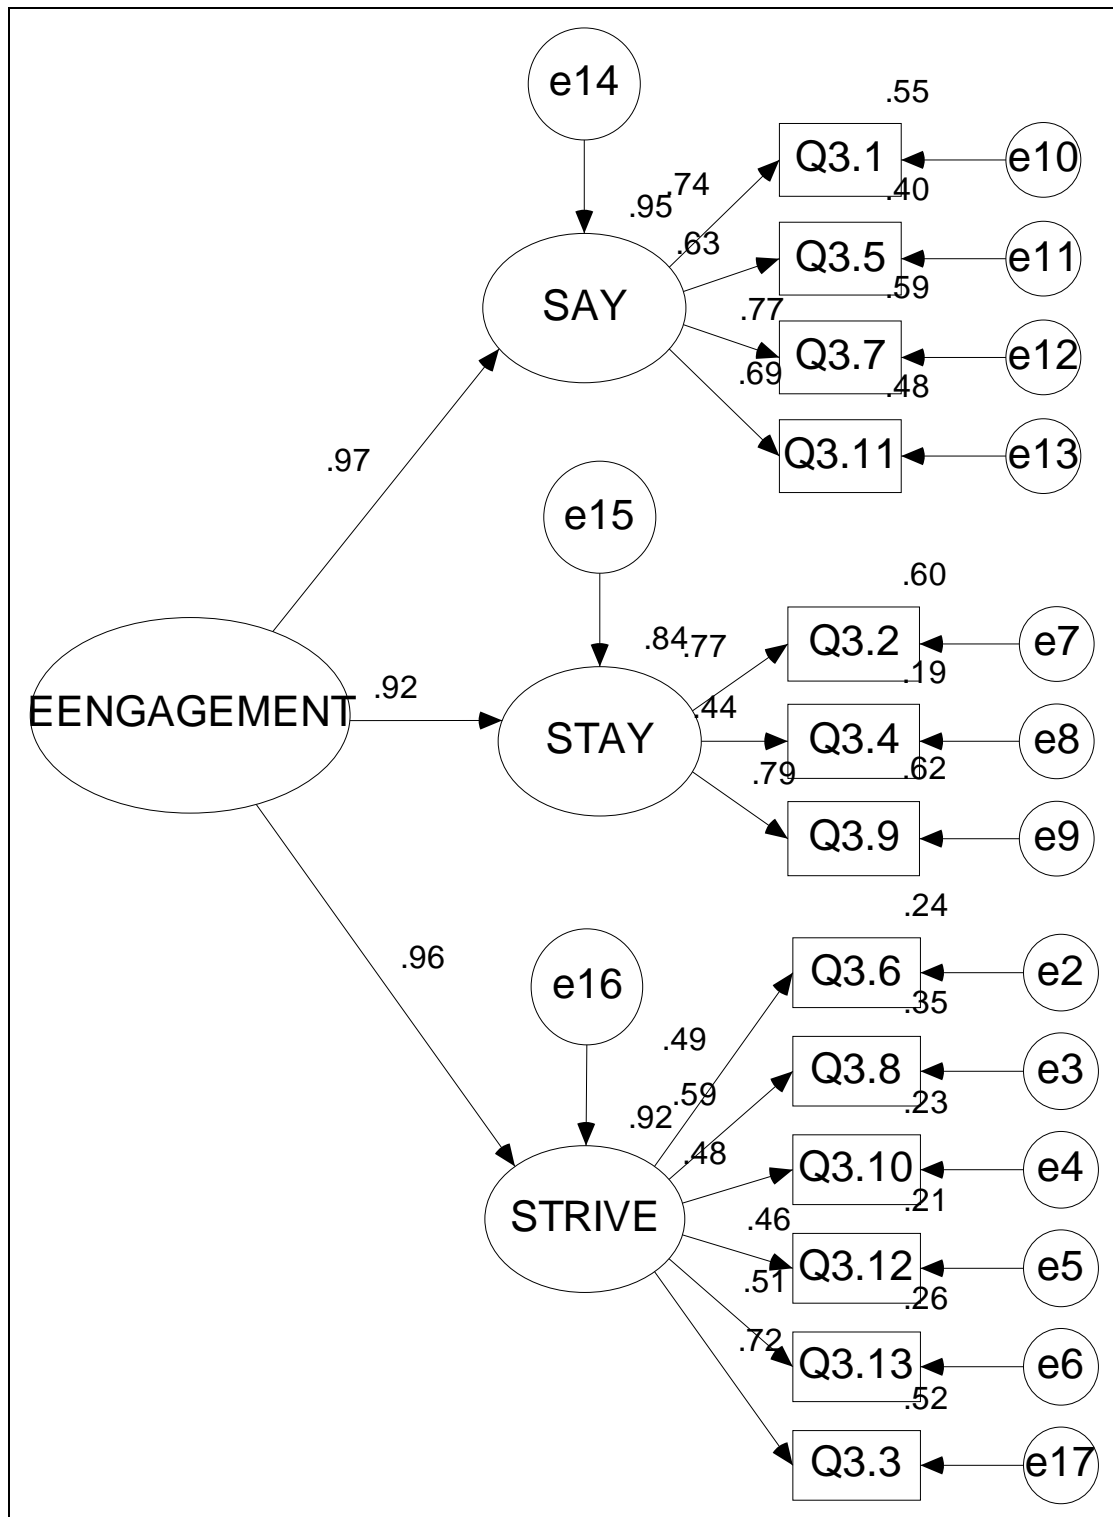 e14
.55
Q3.1
e10
.74
.40
.95
.63
Q3.5
e11
.59
SAY
.77
Q3.7
e12
.69
.48
Q3.11
e13
.97
e15
.60
.84
.77
Q3.2
e7
.19
EENGAGEMENT
.92
.44
STAY
Q3.4
e8
.79
.62
Q3.9
e9
.24
.96
e16
Q3.6
e2
.35
.49
Q3.8
e3
.59
.23
.92
.48
Q3.10
e4
.21
STRIVE
.46
Q3.12
e5
.51
.26
.72
Q3.13
e6
.52
Q3.3
e17